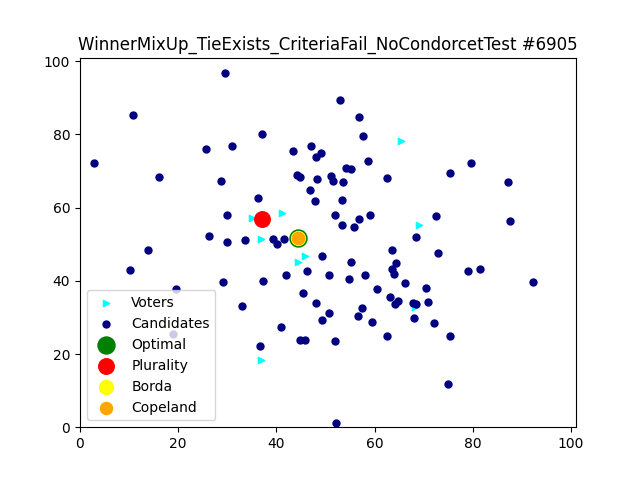 WinnerMixUp_TieExists_CriteriaFail_NoCondorcetTest #6905
100
80
60
40
20
0
Voters
Candidates
Optimal
Plurality
Borda
Copeland
0 20 40 60 80 100